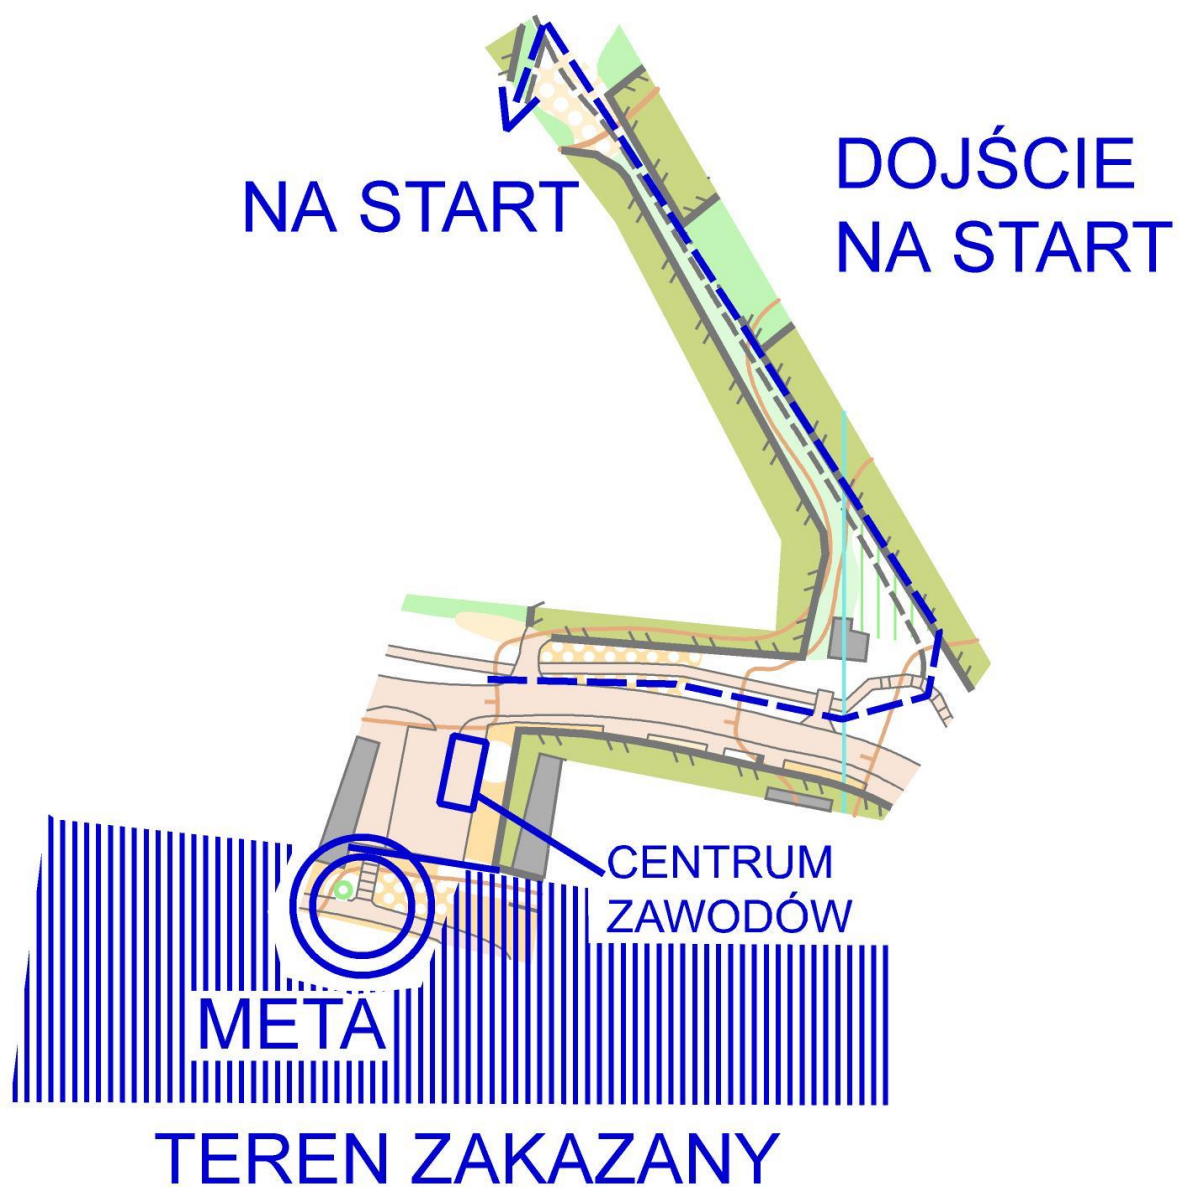 DOJŚCIE
NA START
NA START
CENTRUM
ZAWODÓW
META
TEREN ZAKAZANY